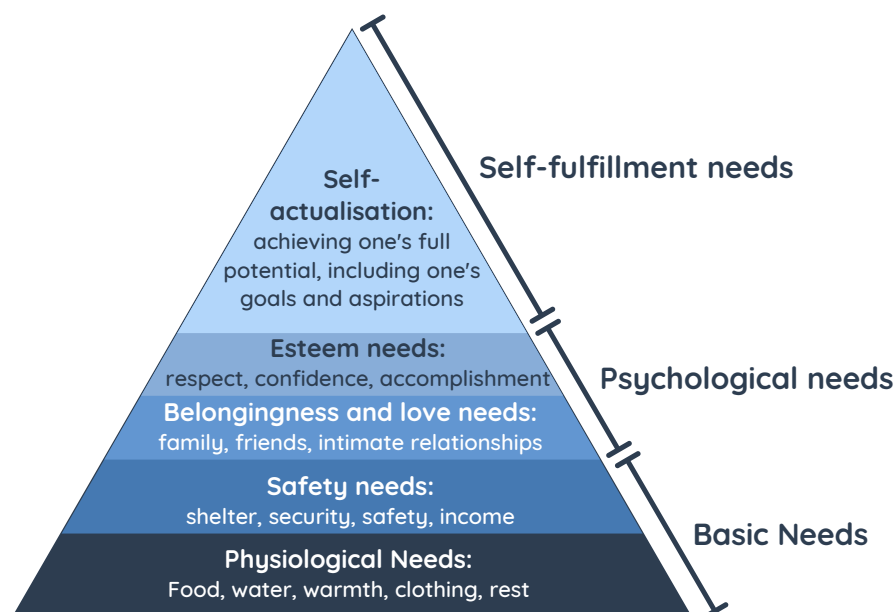 Self-fulfillment needs
Self-
actualisation:
achieving one's full
potential, including one's
goals and aspirations
Esteem needs:
respect, confidence, accomplishment
Psychological needs
Belongingness and love needs:
family, friends, intimate relationships
Safety needs:
shelter, security, safety, income
Basic Needs
Physiological Needs:
Food, water, warmth, clothing, rest